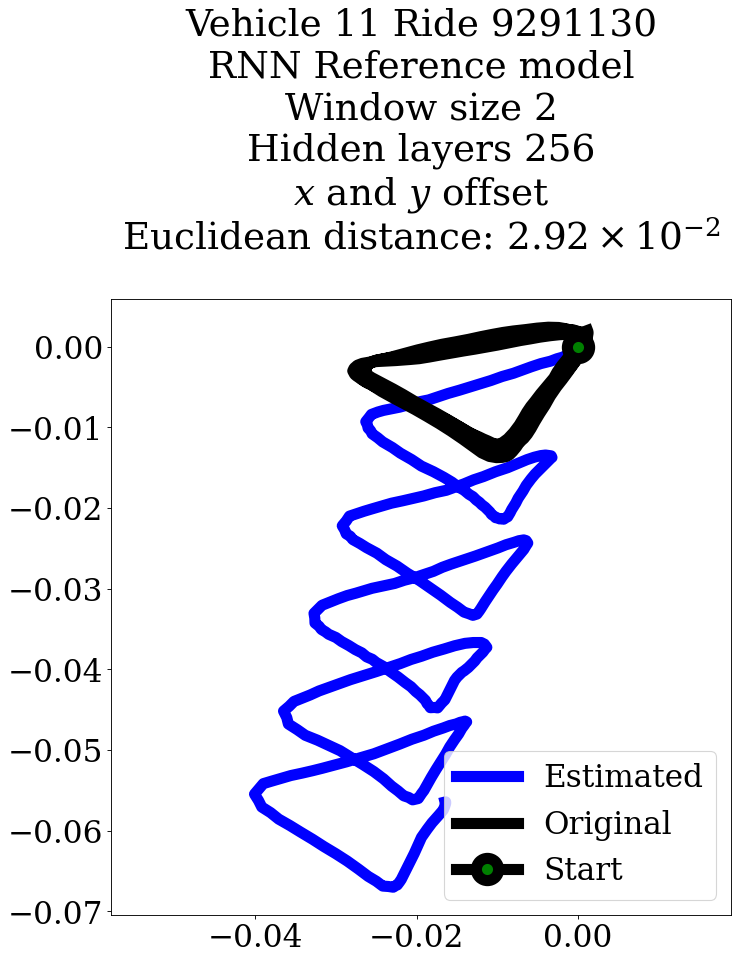 Vehicle 11 Ride 9291130
RNN Reference model
Window size 2
Hidden layers 256
x and y offset
Euclidean distance: 2.92 × 10⁻²
0.00
−0.01
−0.02
−0.03
−0.04
−0.05
−0.06
−0.07
Estimated
Original
Start
−0.04 −0.02 0.00